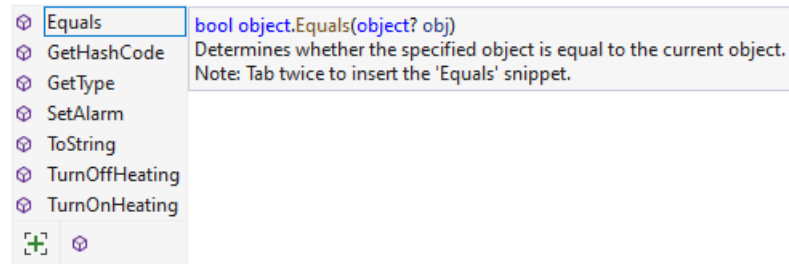 Equals
GetHashCode
GetType
SetAlarm
ToString
TurnOffHeating
TurnOnHeating
bool object.Equals(object? obj)
Determines whether the specified object is equal to the current object.
Note: Tab twice to insert the 'Equals' snippet.